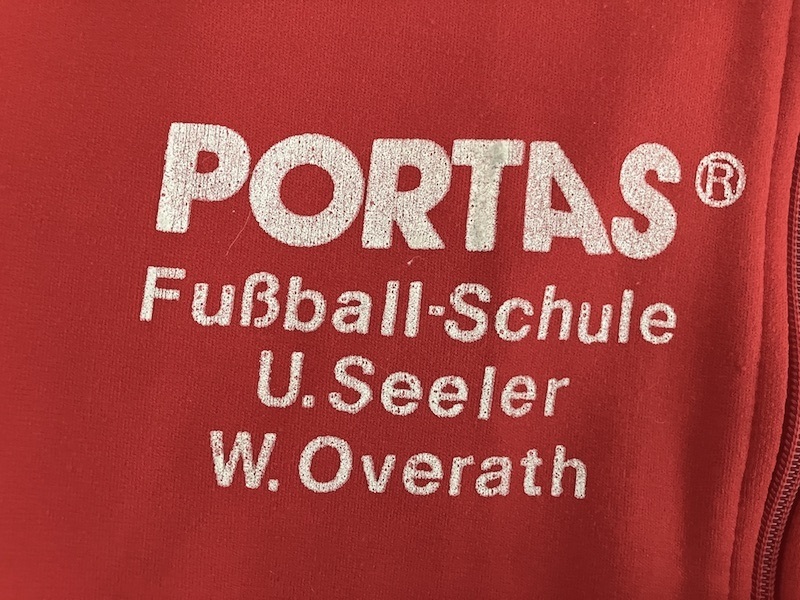 PORTAS®
Fußball-Schule
U. Seeler
W. Overath